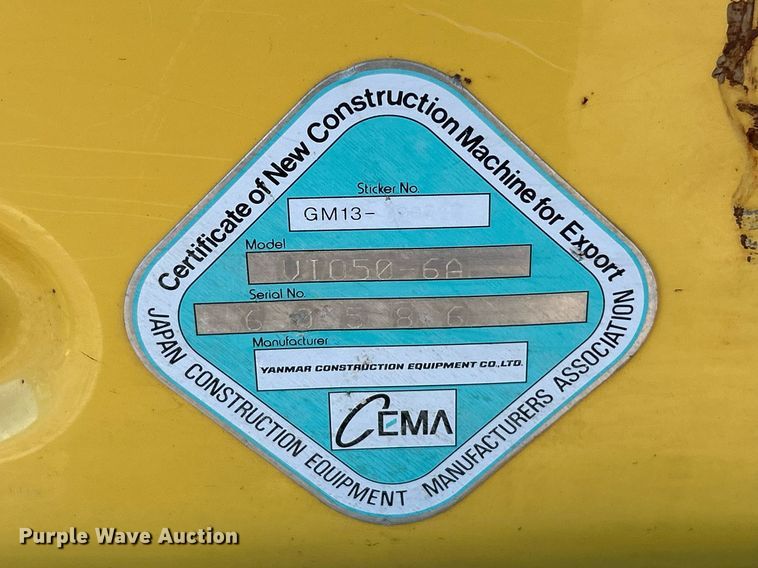 Certificate of New Construction Machine for Export
Sticker No.
GM13-
Model
VIO50-6A
Serial No.
Manufacturer
YANMAR CONSTRUCTION EQUIPMENT CO.,LTD.
CEMA
JAPAN CONSTRUCTION EQUIPMENT MANUFACTURERS ASSOCIATION
Purple Wave Auction